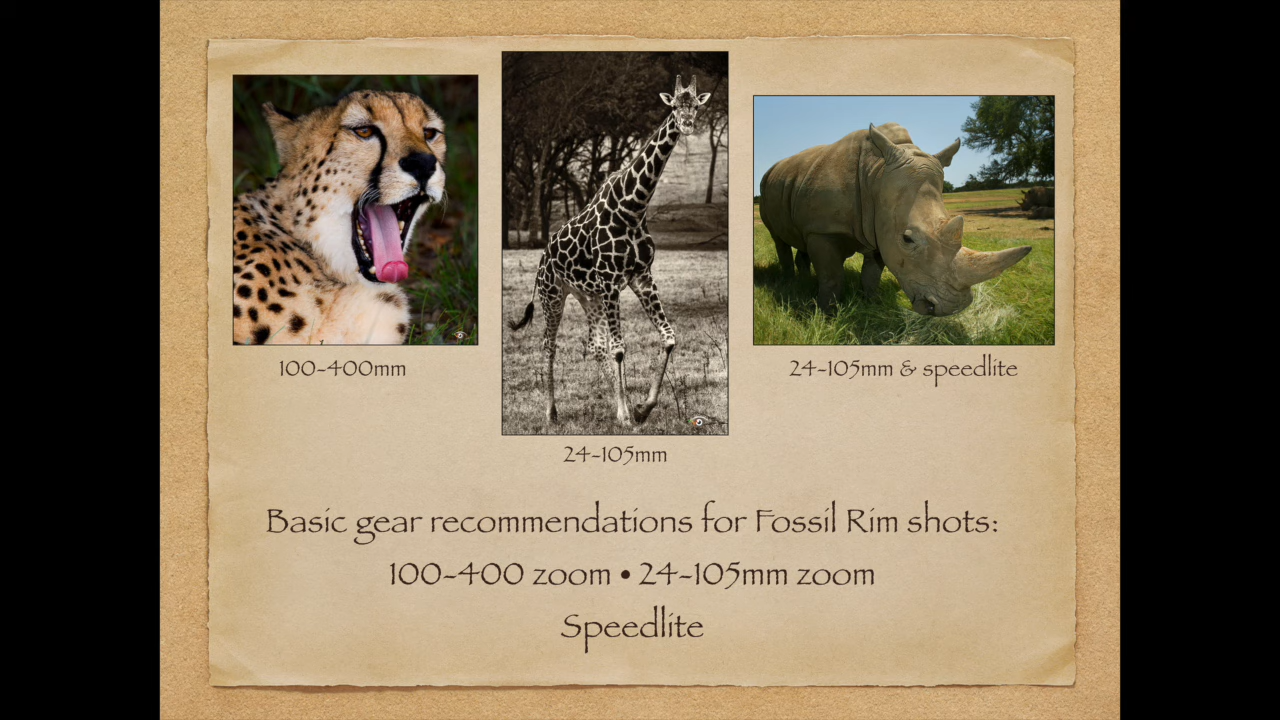 100-400mm
24-105mm
24-105mm & speedlite
Basic gear recommendations for Fossil Rim shots:
100-400 zoom • 24-105mm zoom
Speedlite